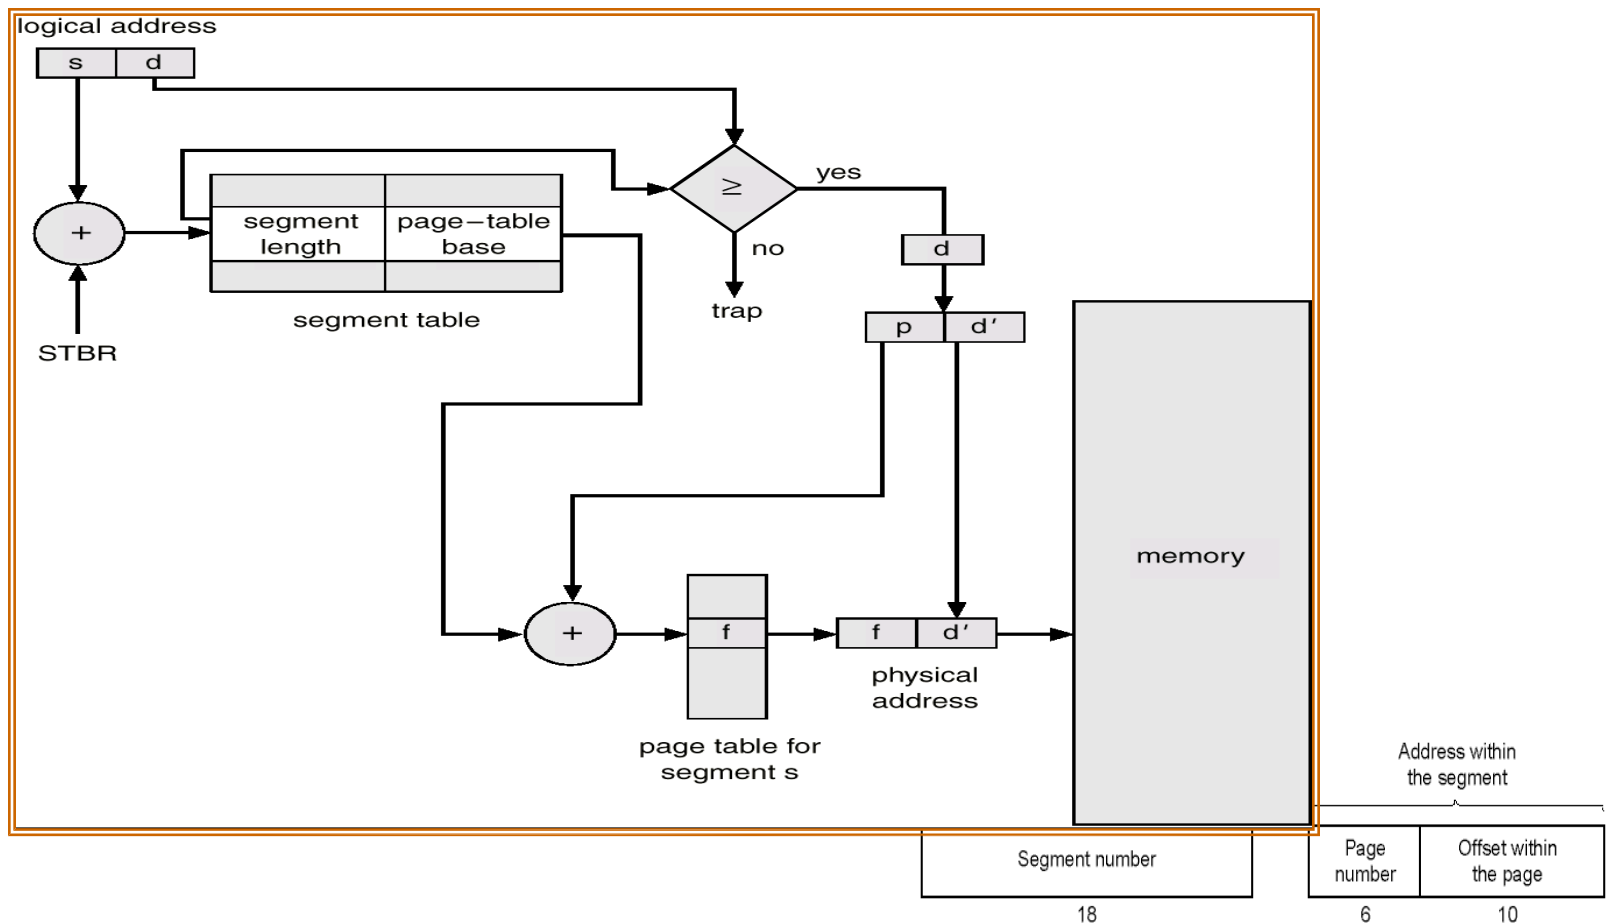 logical address
s
d
+
STBR
segment
length
page–table
base
segment table
≥
yes
no
trap
d
p
d′
+
f
page table for
segment s
f
d′
physical
address
memory
Address within
the segment
Segment number
Page
number
Offset within
the page
18
6
10